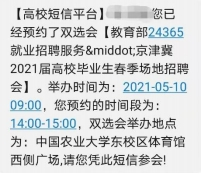 【高校短信平台】 您已
经预约了双选会【教育部24365
就业招聘服务&middot;京津冀
2021届高校毕业生春季场地招聘
会】。举办时间为：2021-05-10
09:00，您预约的时间段为：
14:00-15:00，双选会举办地点
为：中国农业大学东校区体育馆
西侧广场,请您凭此短信参会!